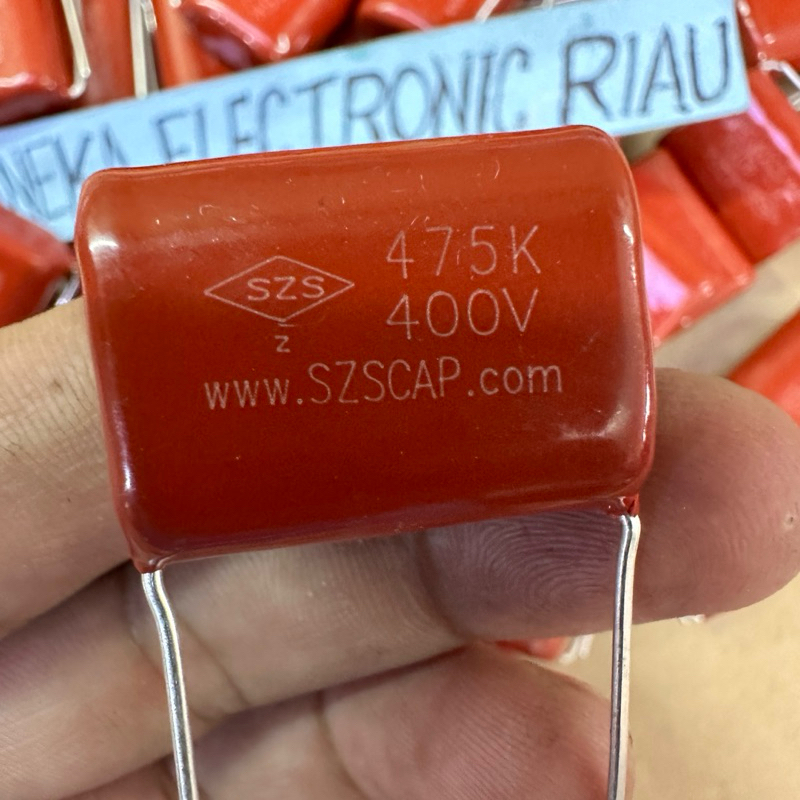 NEKA ELECTRONIC RIAU
SZS
z
475K
400V
www.SZSCAP.com